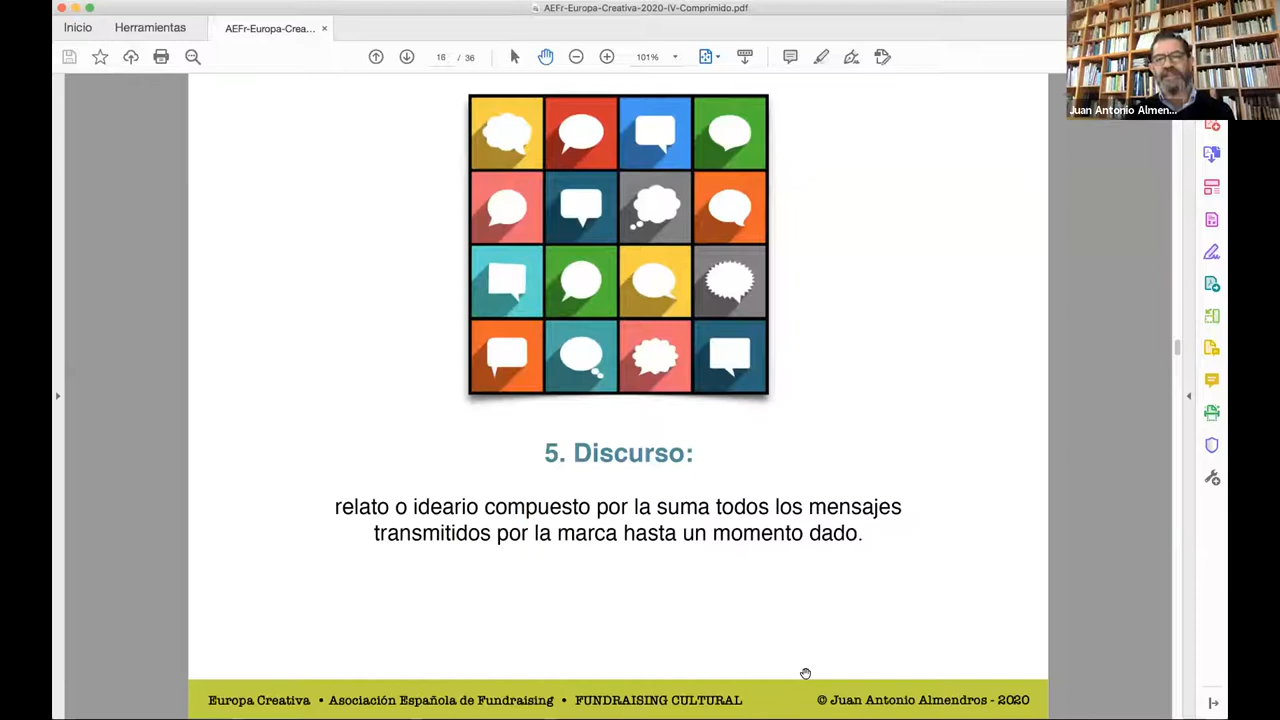 AEFr-Europa-Creativa-2020-IV-Comprimido.pdf
Inicio
Herramientas
AEFr-Europa-Crea... ×
16 / 36
101%
Juan Antonio Almen...
5. Discurso:
relato o ideario compuesto por la suma todos los mensajes
transmitidos por la marca hasta un momento dado.
Europa Creativa • Asociación Española de Fundraising • FUNDRAISING CULTURAL
© Juan Antonio Almendros - 2020